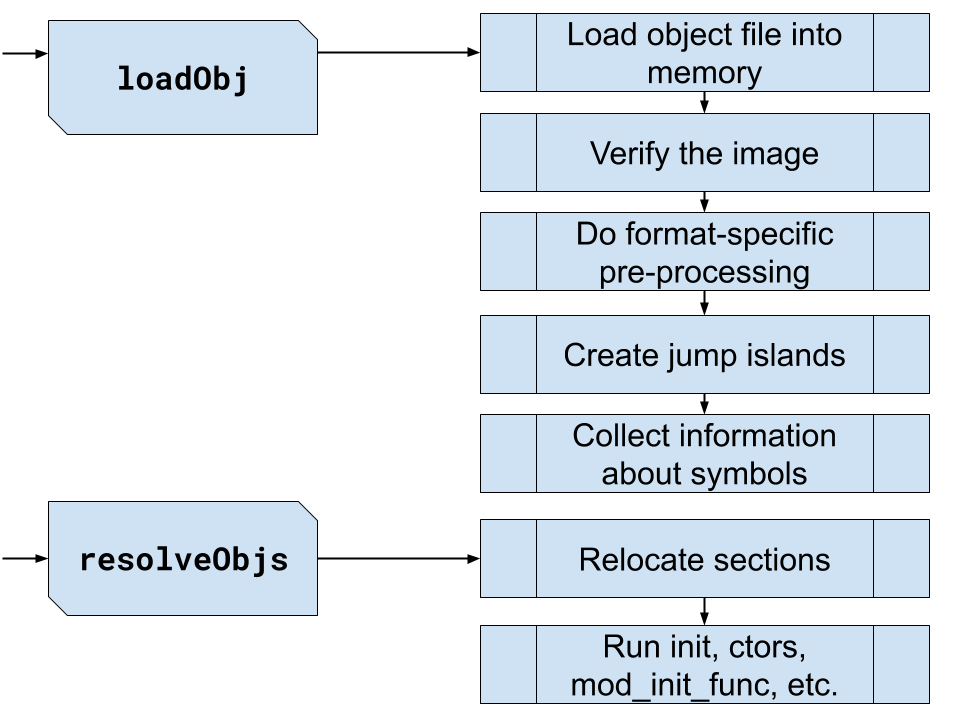 loadObj
Load object file into
memory
Verify the image
Do format-specific
pre-processing
Create jump islands
Collect information
about symbols
resolveObjs
Relocate sections
Run init, ctors,
mod_init_func, etc.